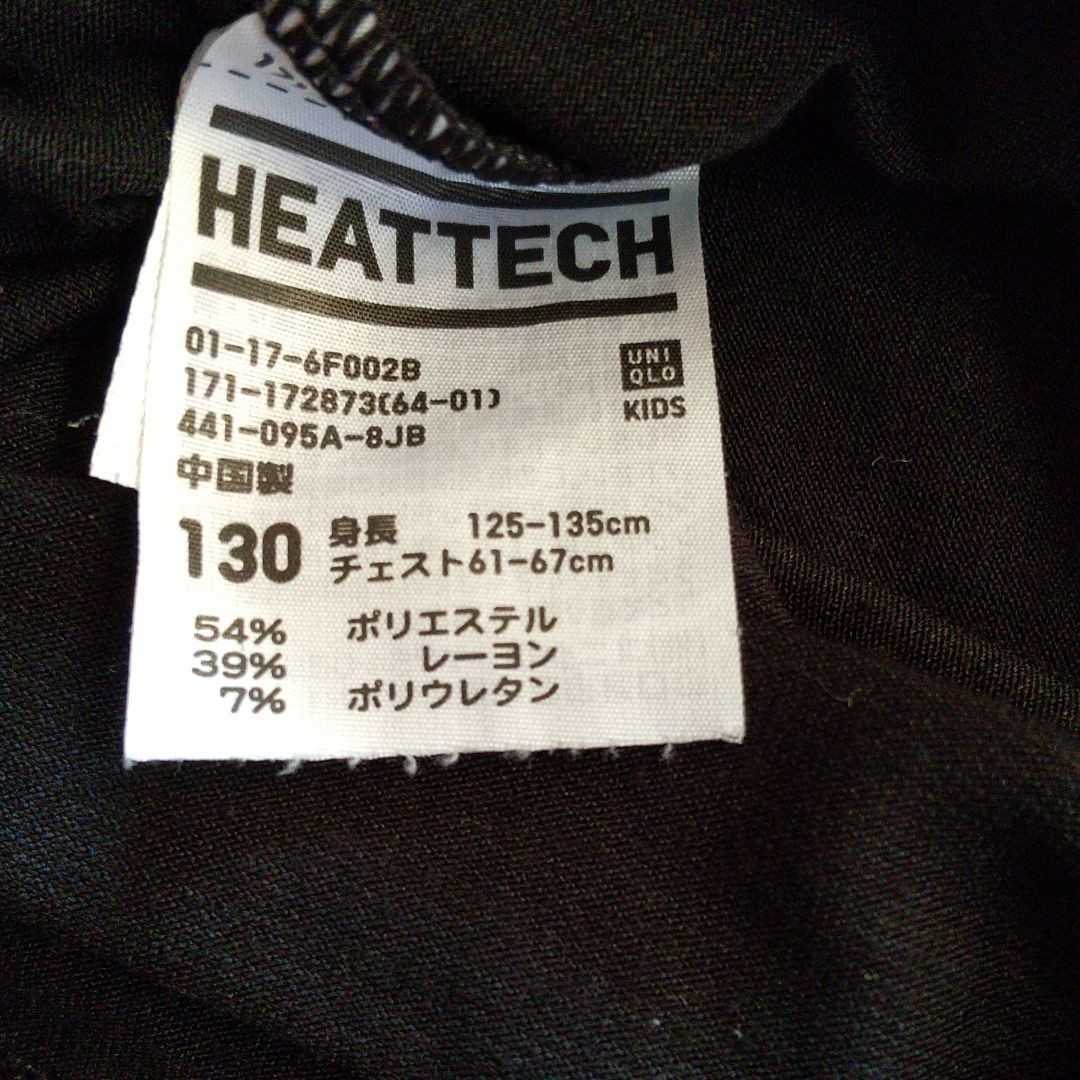 HEATTECH
01-17-6F002B
171-172873(64-01)
441-095A-8JB
UNI
QLO
KIDS
中国製
130 身長 125-135cm
チェスト61-67cm
54% ポリエステル
39% レーヨン
7% ポリウレタン